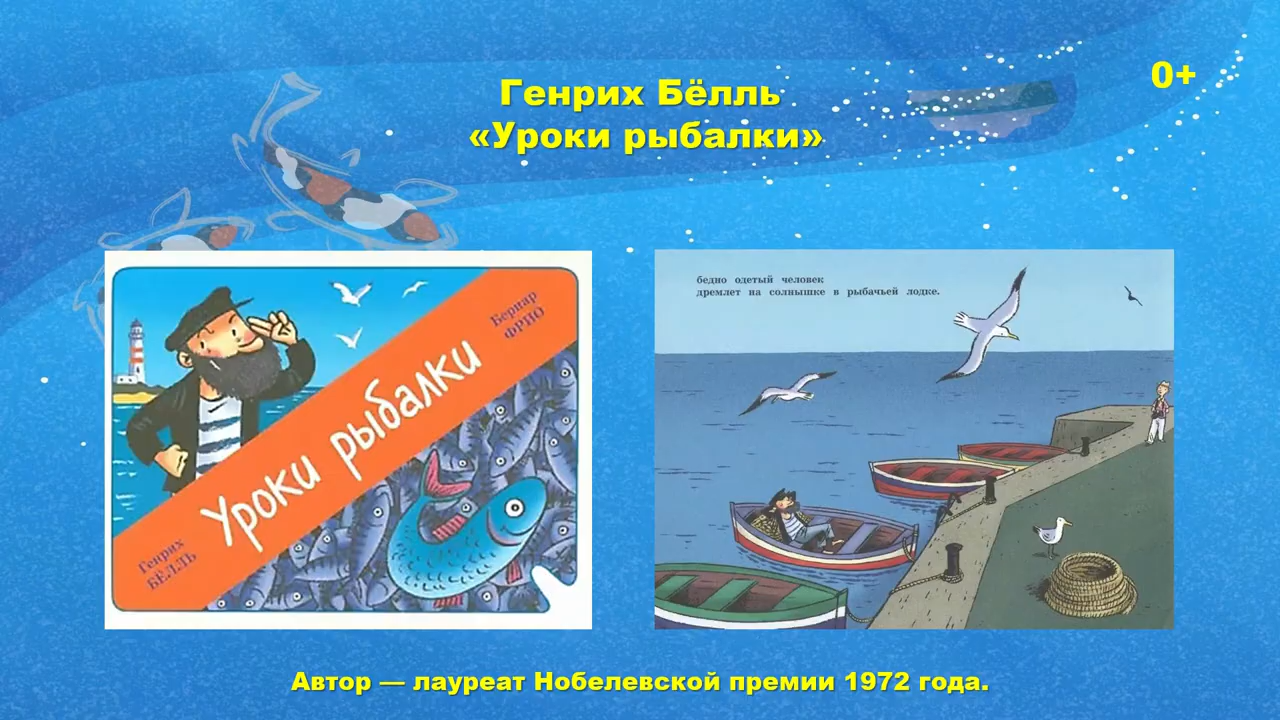 Генрих Бёлль
«Уроки рыбалки»
0+
Бернар
ФРИО
Уроки рыбалки
Генрих
БЁЛЛЬ
бедно одетый человек
дремлет на солнышке в рыбачьей лодке.
Автор — лауреат Нобелевской премии 1972 года.